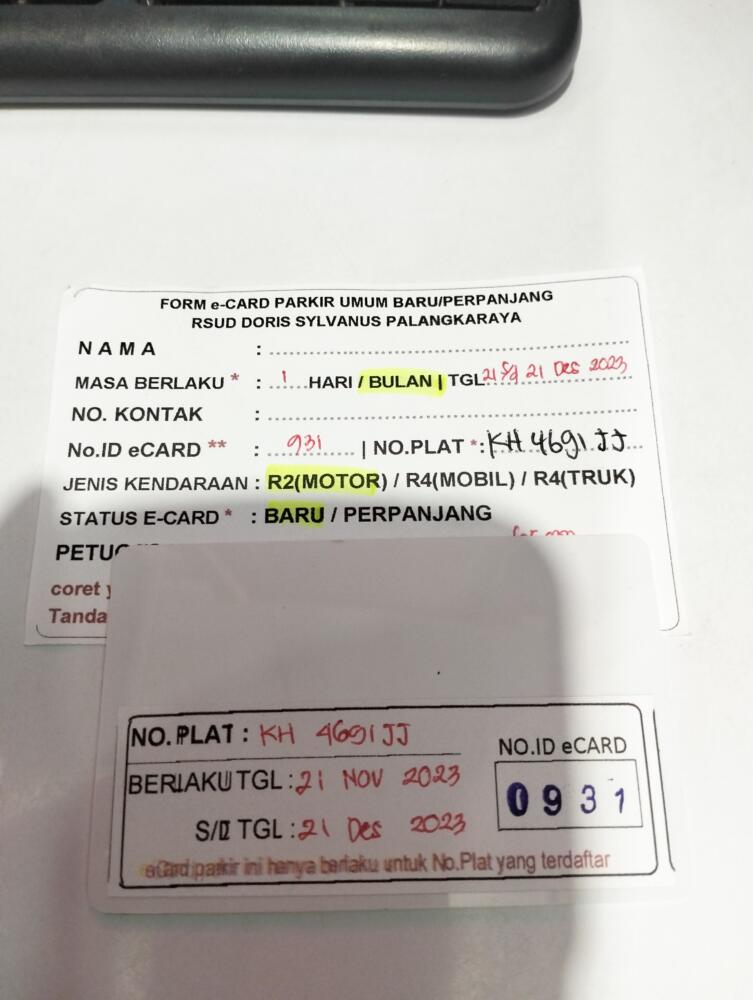 FORM e-CARD PARKIR UMUM BARU/PERPANJANG
RSUD DORIS SYLVANUS PALANGKARAYA
NAMA :
MASA BERLAKU * : 1 HARI / BULAN | TGL 21 s/d 21 Des 2023
NO. KONTAK :
No.ID eCARD ** : 931 | NO.PLAT *: KH 4691 JJ
JENIS KENDARAAN : R2(MOTOR) / R4(MOBIL) / R4(TRUK)
STATUS E-CARD * : BARU / PERPANJANG
coret
Tanda
NO. PLAT : KH 4691 JJ
NO.ID eCARD
BERLAKU TGL : 21 NOV 2023
0931
S/D TGL : 21 Des 2023
eCard parkir ini hanya berlaku untuk No.Plat yang terdaftar